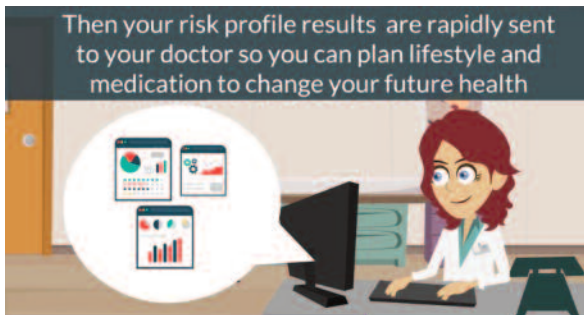 Then your risk profile results are rapidly sent
to your doctor so you can plan lifestyle and
medication to change your future health